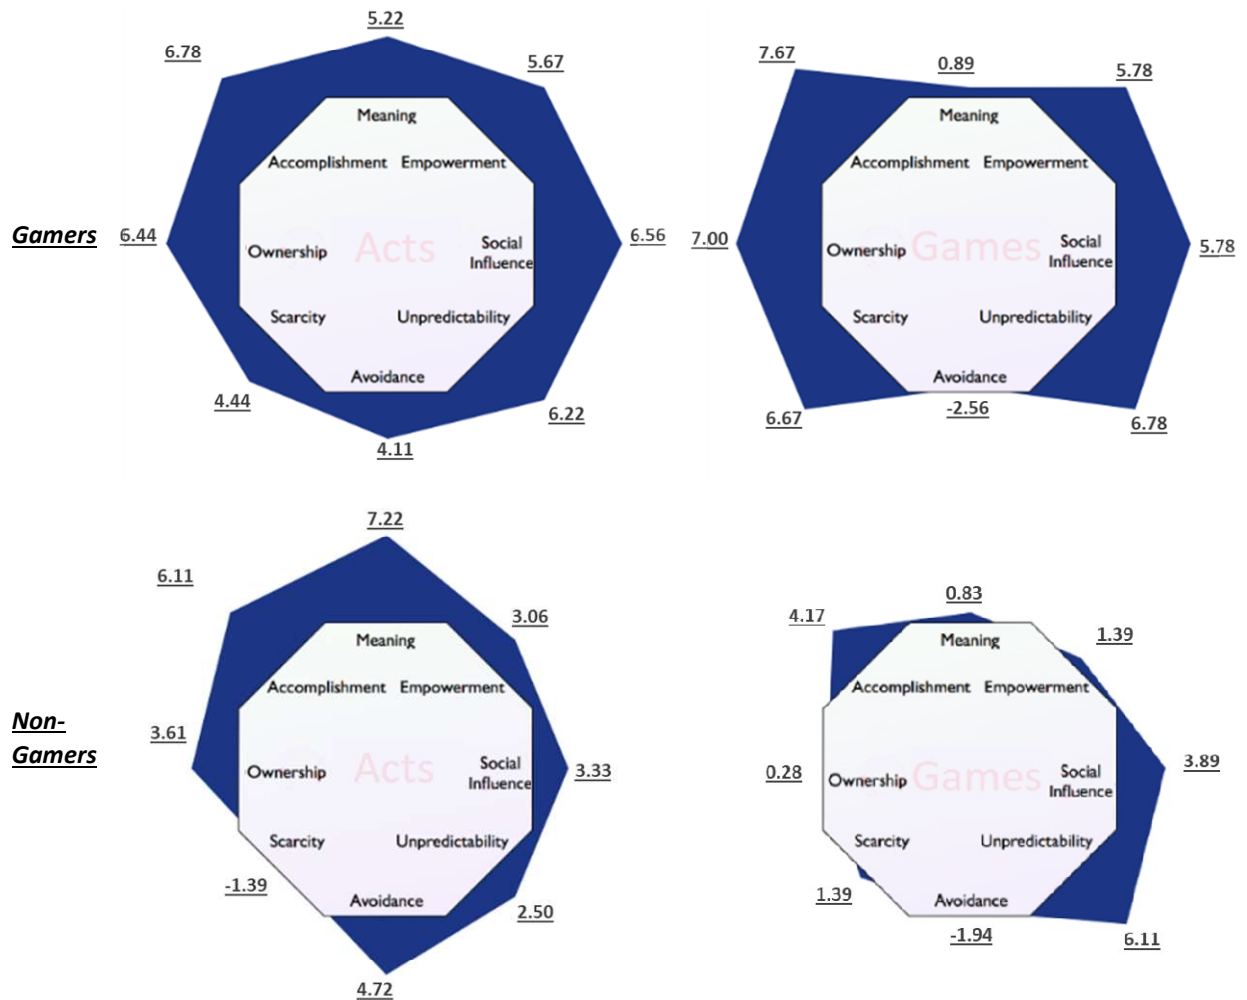 5.22
6.78
5.67
Meaning
Accomplishment Empowerment
Gamers
6.44
Ownership
Acts
Social
Influence
6.56
Scarcity
Unpredictability
Avoidance
4.44
6.22
4.11
7.67
0.89
5.78
Meaning
Accomplishment Empowerment
7.00
Ownership
Games
Social
Influence
5.78
Scarcity
Unpredictability
Avoidance
6.67
-2.56
6.78
7.22
6.11
3.06
Meaning
Accomplishment Empowerment
Non-
Gamers
3.61
Ownership
Acts
Social
Influence
3.33
Scarcity
Unpredictability
-1.39
Avoidance
2.50
4.72
0.83
4.17
1.39
Meaning
Accomplishment Empowerment
0.28
Ownership
Games
Social
Influence
3.89
Scarcity
Unpredictability
1.39
Avoidance
-1.94
6.11